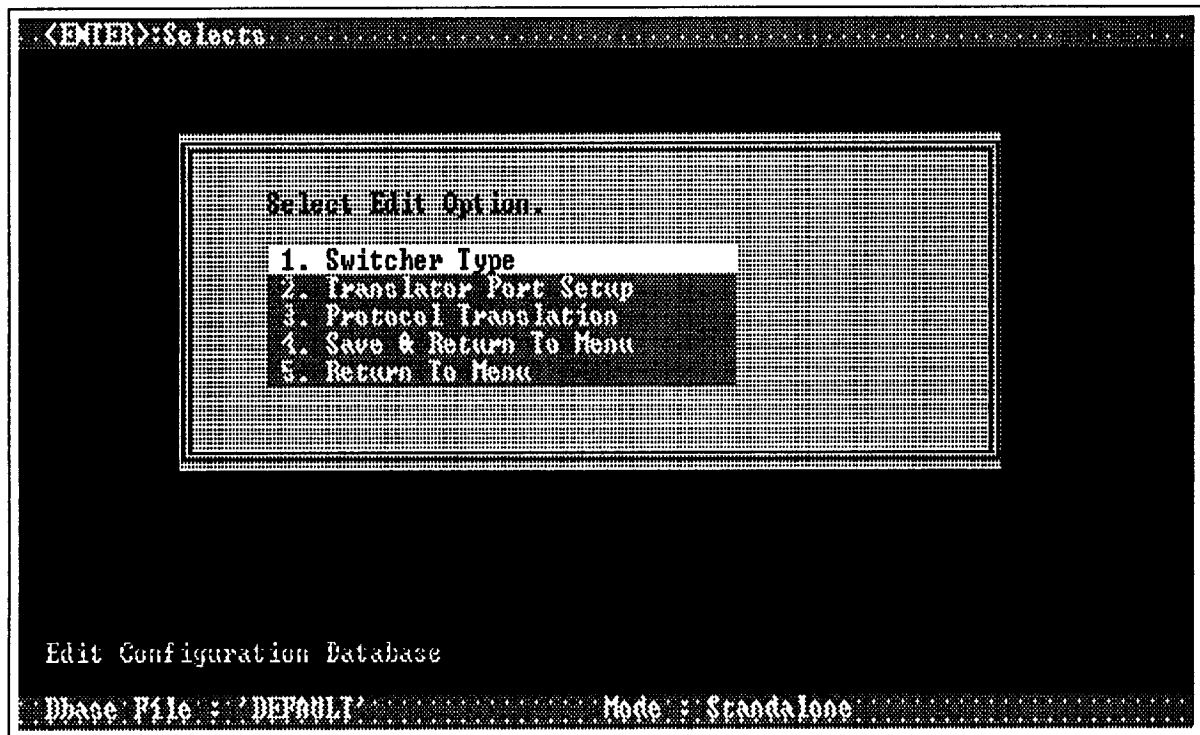 <ENTER>:Selects
Select Edit Option.
1. Switcher Type
2. Translator Port Setup
3. Protocol Translation
4. Save & Return To Menu
5. Return To Menu
Edit Configuration Database
Dbase File : 'DEFAULT' Mode : Standalone